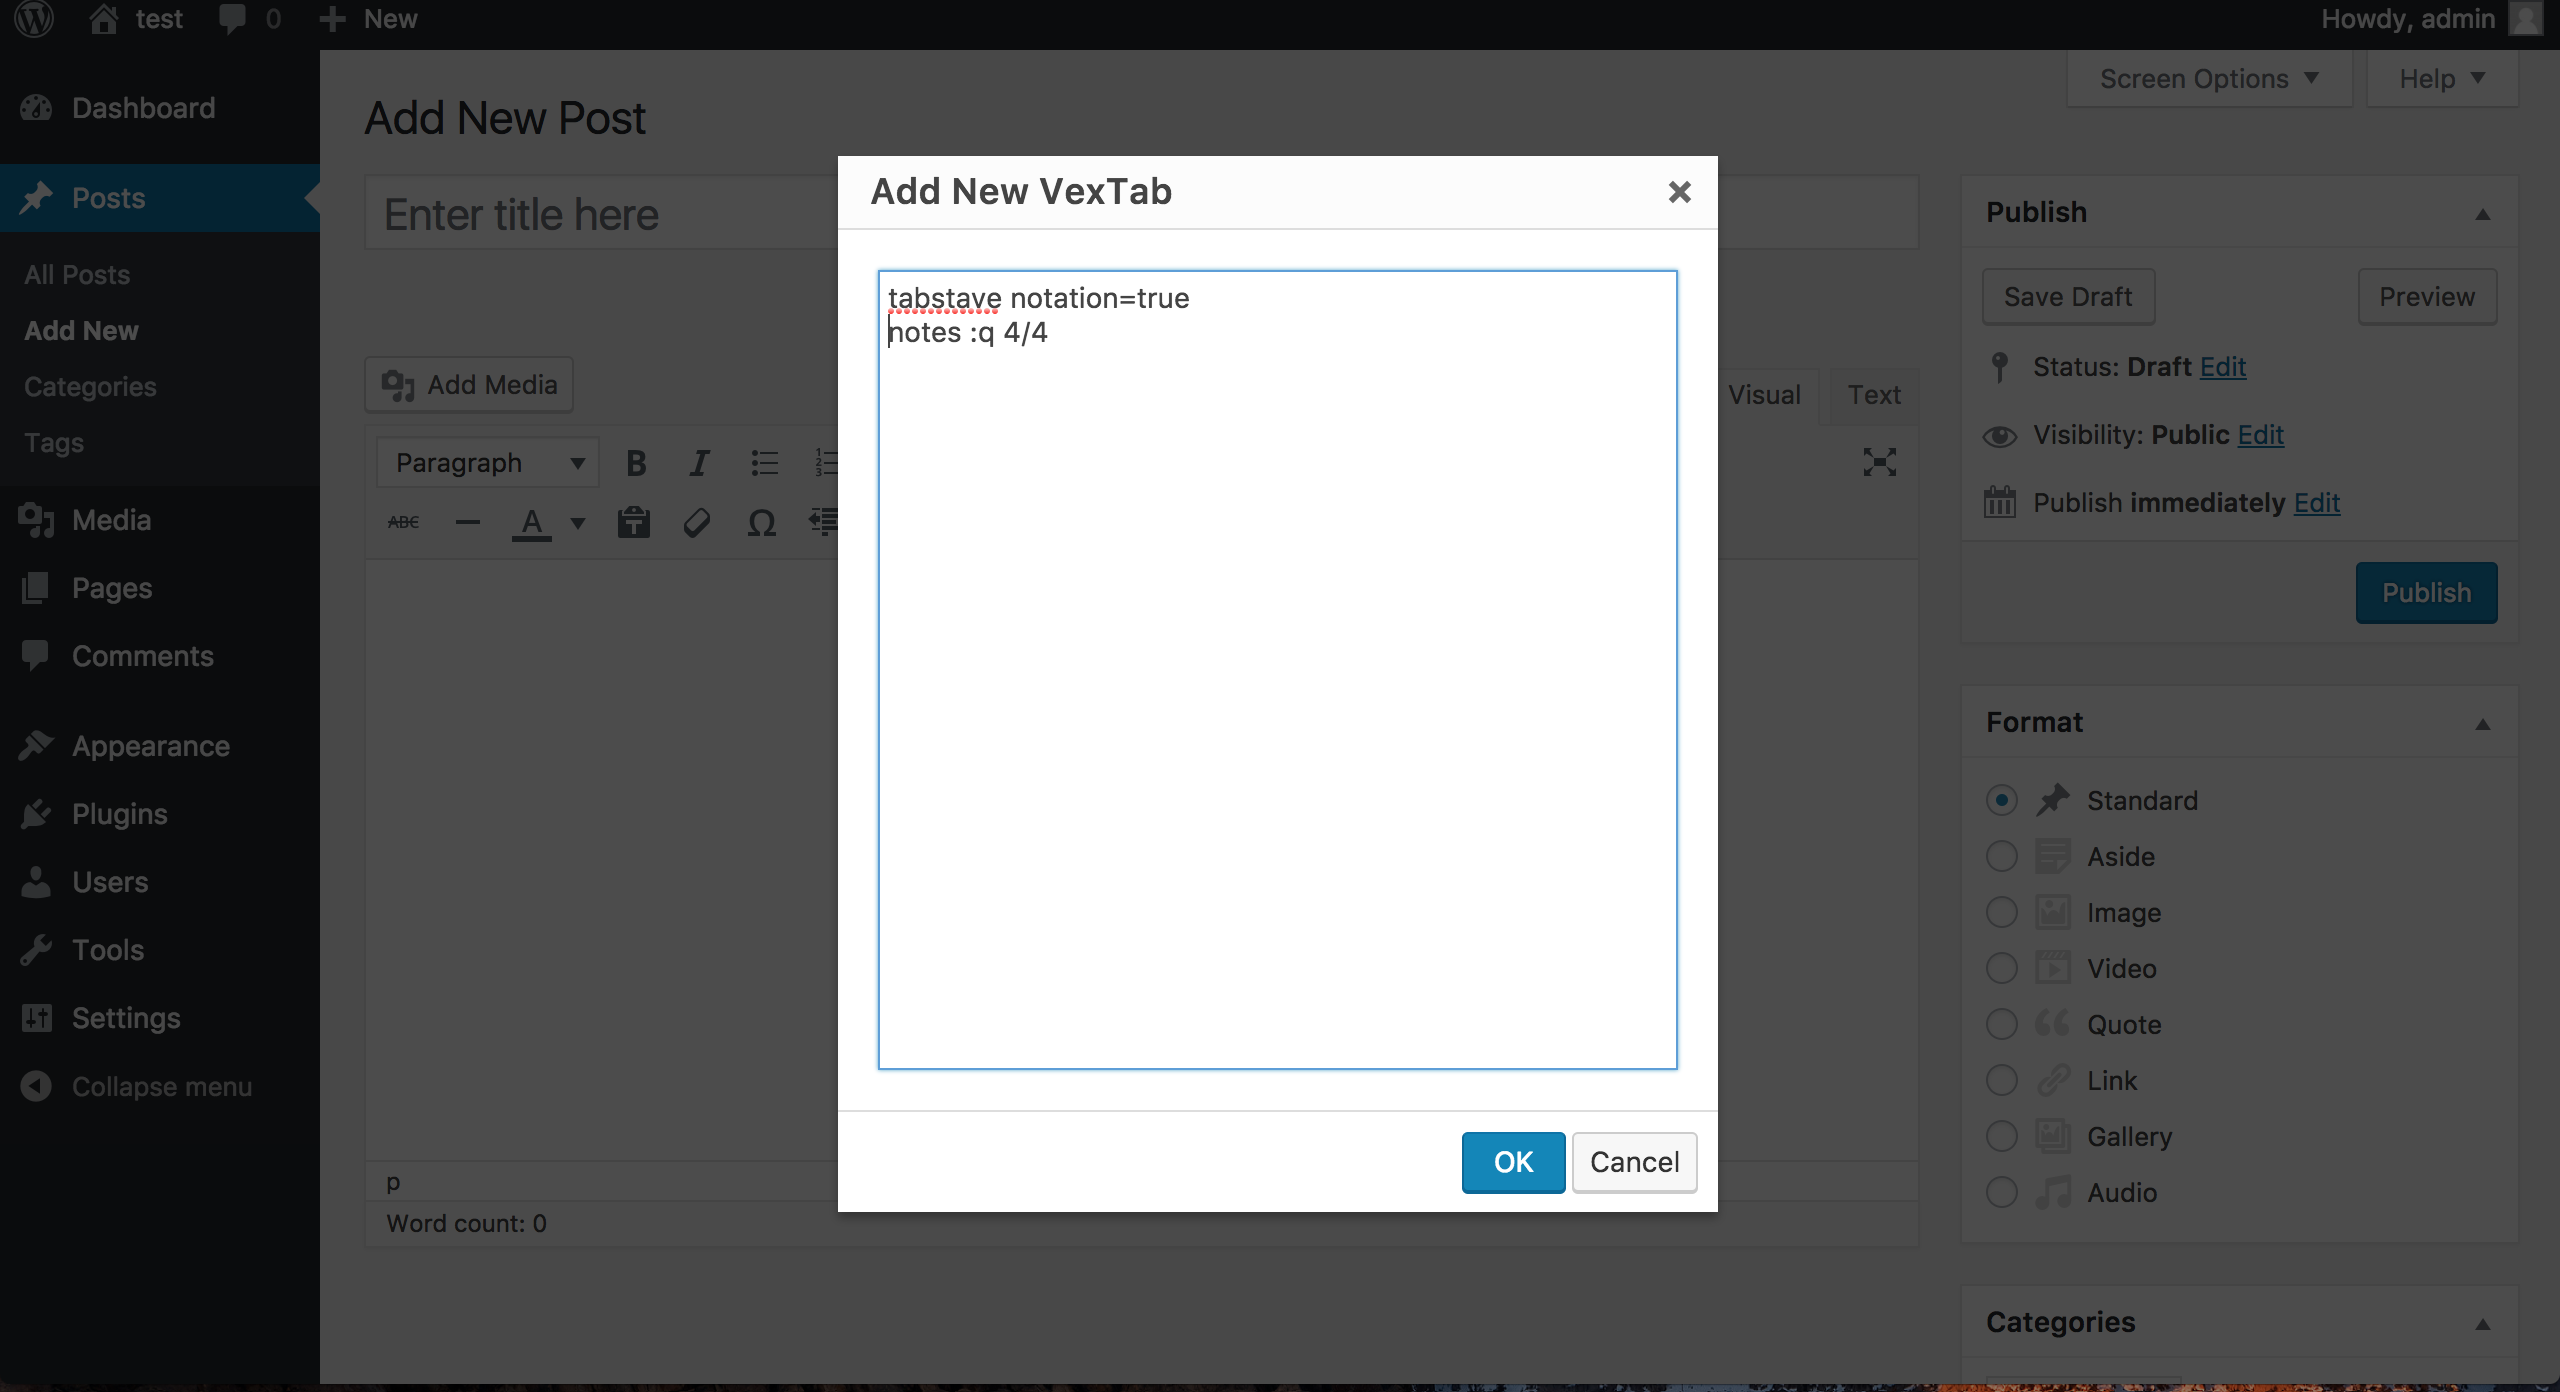 test
0
New
Howdy, admin
Dashboard
Posts
All Posts
Add New
Categories
Tags
Media
Pages
Comments
Appearance
Plugins
Users
Tools
Settings
Collapse menu
Screen Options
Help
Add New Post
Enter title here
Add Media
Visual
Text
Paragraph
B
I
ABC
A
T
Ω
p
Word count: 0
Add New VexTab
tabstave notation=true
notes :q 4/4
OK
Cancel
Publish
Save Draft
Preview
Status: Draft Edit
Visibility: Public Edit
Publish immediately Edit
Publish
Format
Standard
Aside
Image
Video
Quote
Link
Gallery
Audio
Categories